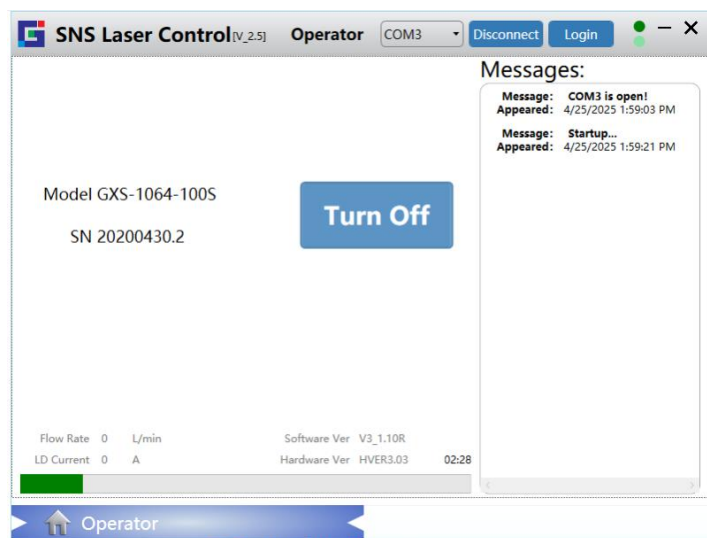 SNS Laser Control[V_2.5] Operator COM3 Disconnect Login
Messages:
Message: COM3 is open!
Appeared: 4/25/2025 1:59:03 PM
Message: Startup...
Appeared: 4/25/2025 1:59:21 PM
Model GXS-1064-100S
SN 20200430.2
Turn Off
Flow Rate 0 L/min Software Ver V3_1.10R
LD Current 0 A Hardware Ver HVER3.03 02:28
Operator